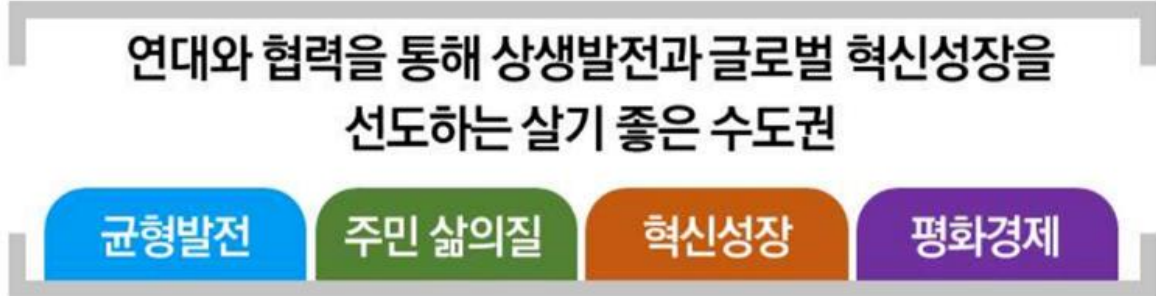 연대와 협력을 통해 상생발전과 글로벌 혁신성장을
선도하는 살기 좋은 수도권
균형발전 주민 삶의질 혁신성장 평화경제